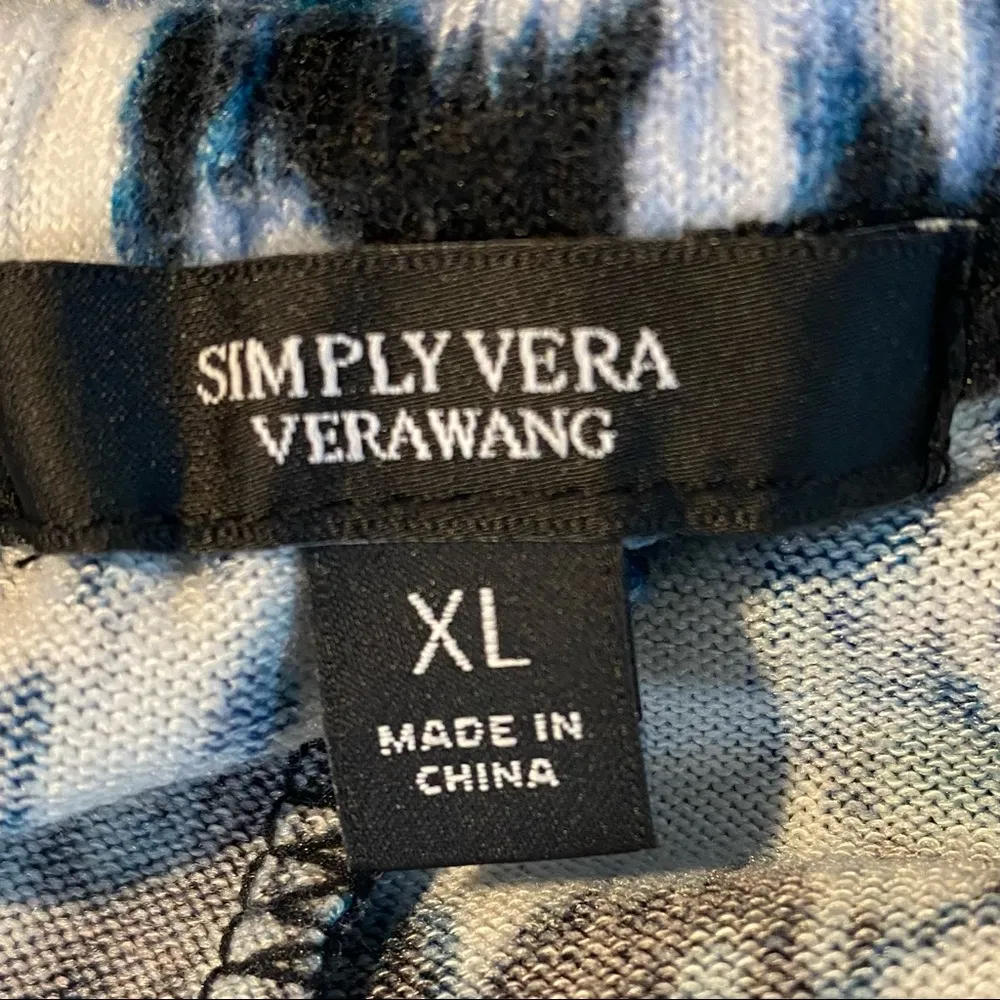 SIMPLY VERA
VERAWANG
XL
MADE IN
CHINA